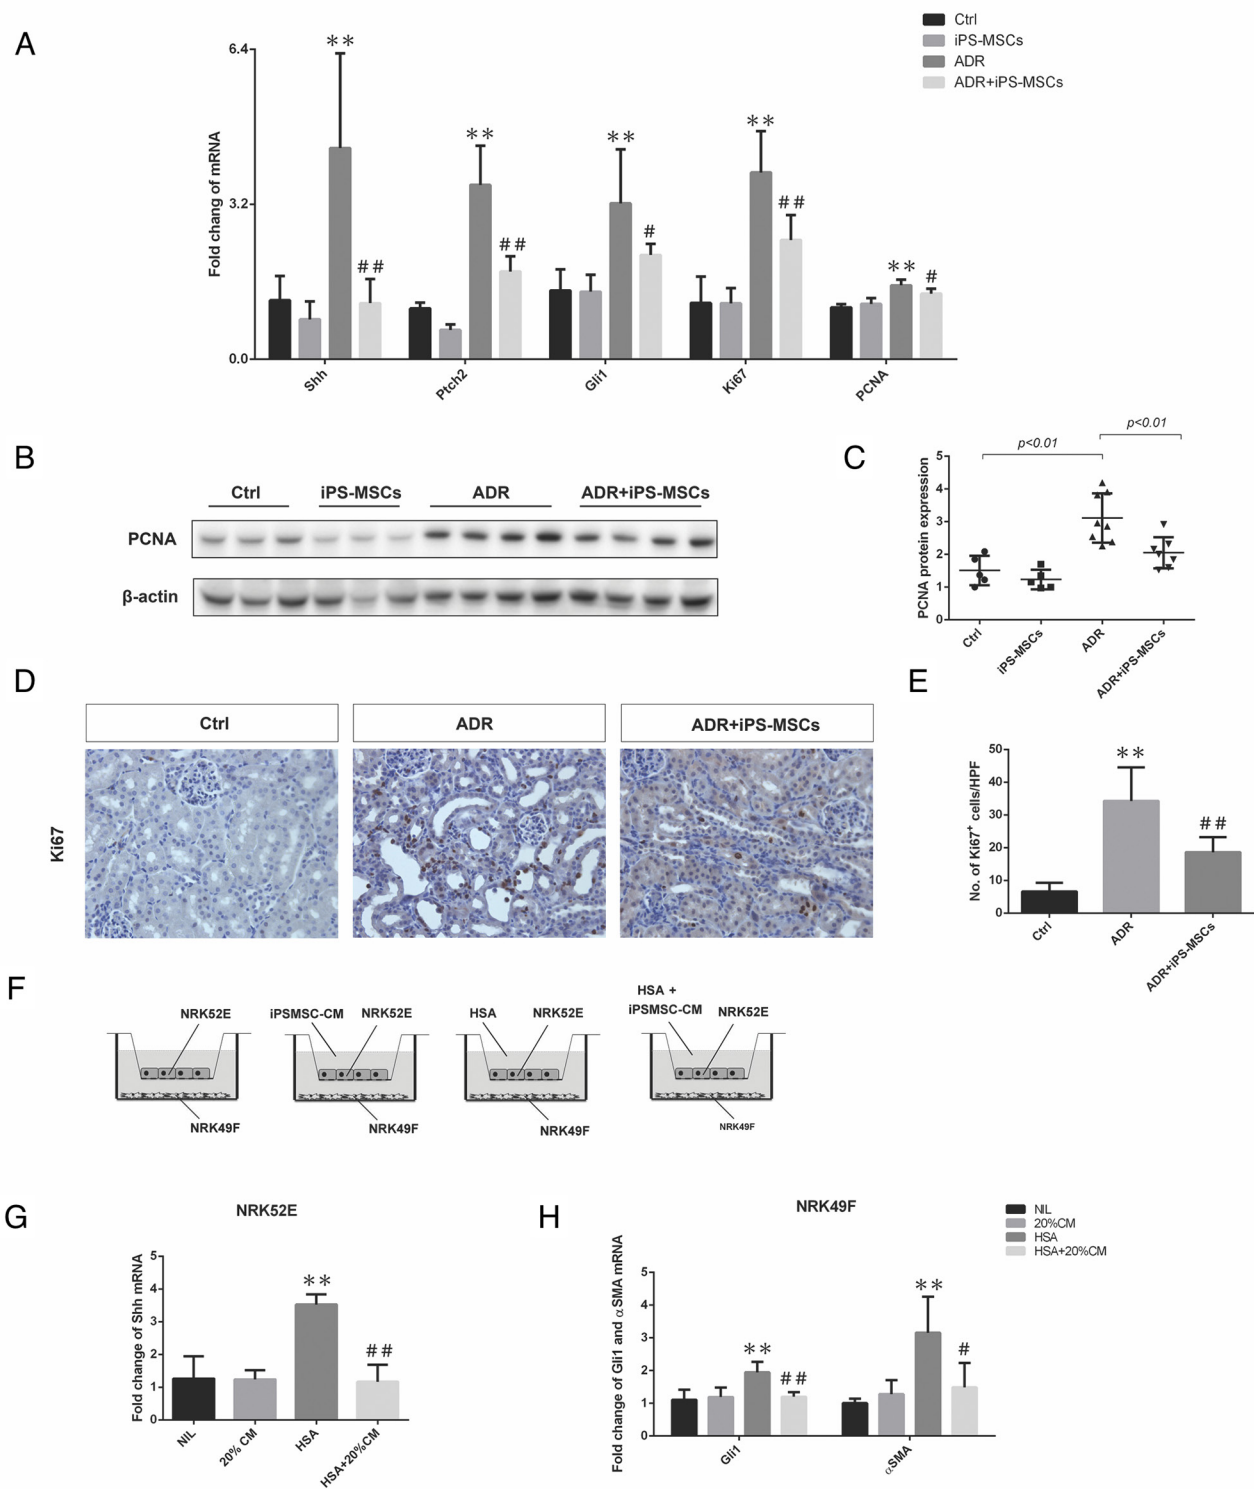 A
Ctrl
iPS-MSCs
ADR
ADR+iPS-MSCs
Fold chang of mRNA
6.4
3.2
0.0
**
##
**
##
**
#
**
##
**
#
Shh
Ptch2
Gli1
Ki67
PCNA
B
Ctrl
iPS-MSCs
ADR
ADR+iPS-MSCs
PCNA
β-actin
C
p<0.01
p<0.01
PCNA protein expression
5
4
3
2
1
0
Ctrl
iPS-MSCs
ADR
ADR+iPS-MSCs
D
Ctrl
ADR
ADR+iPS-MSCs
Ki67
E
No. of Ki67+ cells/HPF
50
40
30
20
10
0
**
##
Ctrl
ADR
ADR+iPS-MSCs
F
NRK52E
NRK49F
iPSMSC-CM
NRK52E
NRK49F
HSA
NRK52E
NRK49F
HSA +
iPSMSC-CM
NRK52E
NRK49F
G
NRK52E
Fold change of Shh mRNA
5
4
3
2
1
0
**
##
NIL
20% CM
HSA
HSA+20%CM
H
NRK49F
NIL
20%CM
HSA
HSA+20%CM
Fold change of Gli1 and αSMA mRNA
5
4
3
2
1
0
**
##
**
#
Gli1
αSMA